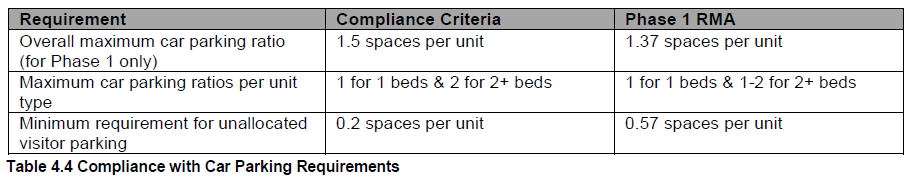 Requirement Compliance Criteria Phase 1 RMA
Overall maximum car parking ratio 1.5 spaces per unit 1.37 spaces per unit
(for Phase 1 only)
Maximum car parking ratios per unit 1 for 1 beds & 2 for 2+ beds 1 for 1 beds & 1-2 for 2+ beds
type
Minimum requirement for unallocated 0.2 spaces per unit 0.57 spaces per unit
visitor parking
Table 4.4 Compliance with Car Parking Requirements